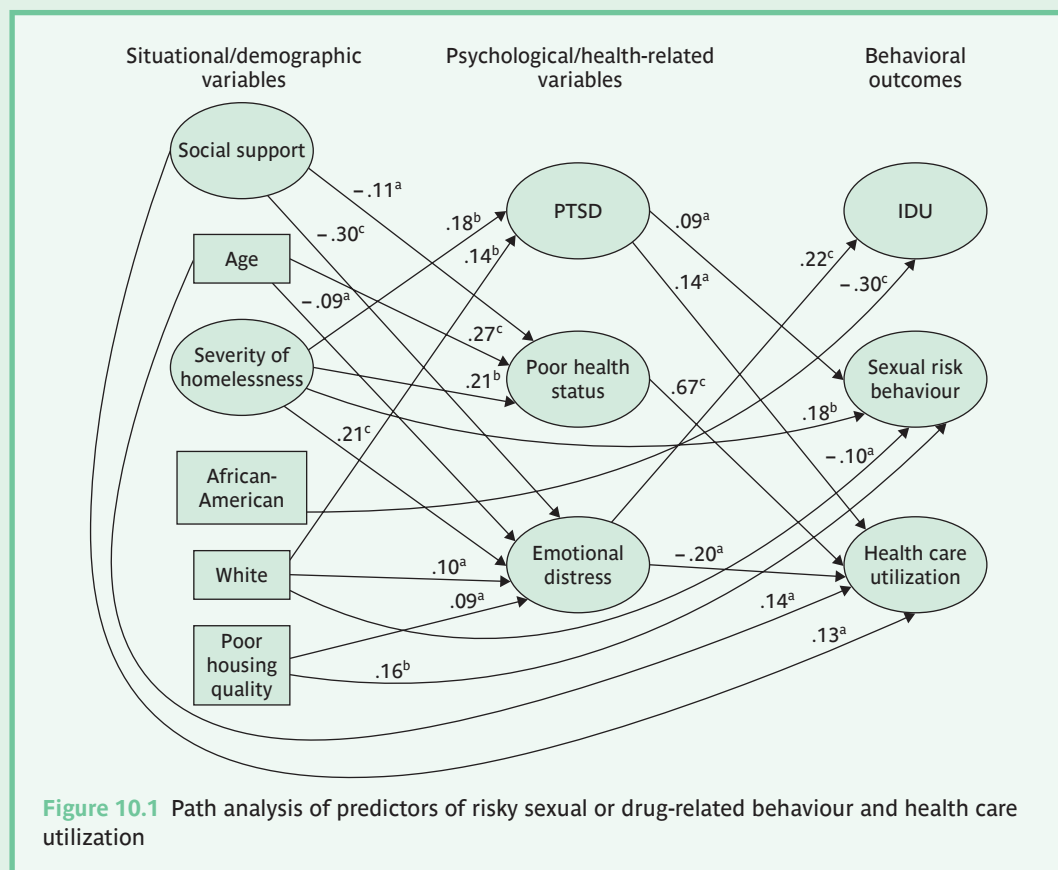 Situational/demographic
variables
Psychological/health-related
variables
Behavioral
outcomes
Social support
Age
Severity of
homelessness
African-
American
White
Poor
housing
quality
PTSD
Poor health
status
Emotional
distress
IDU
Sexual risk
behaviour
Health care
utilization
–.11a
–.30c
.18b
.14b
–.09a
.27c
.21b
.21c
.10a
.09a
.16b
.09a
.14a
.67c
.22c
–.30c
.18b
–.10a
–.20a
.14a
.13a
Figure 10.1 Path analysis of predictors of risky sexual or drug-related behaviour and health care
utilization